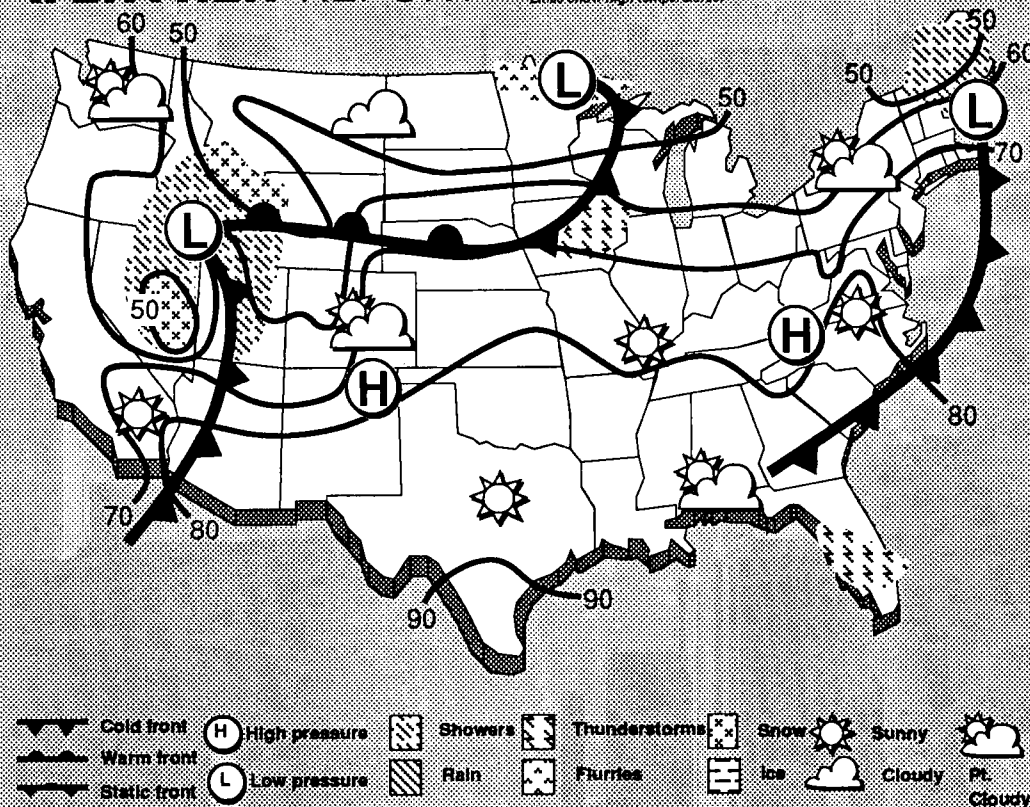 60 50
50
50
60
L
50
L
50
70
L
50
H
H
80
70
80
90
90
Cold front
H High pressure
Showers
Thunderstorms
Snow
Sunny
Warm front
L Low pressure
Rain
Flurries
Ice
Cloudy
Pt.
Cloudy
Static front